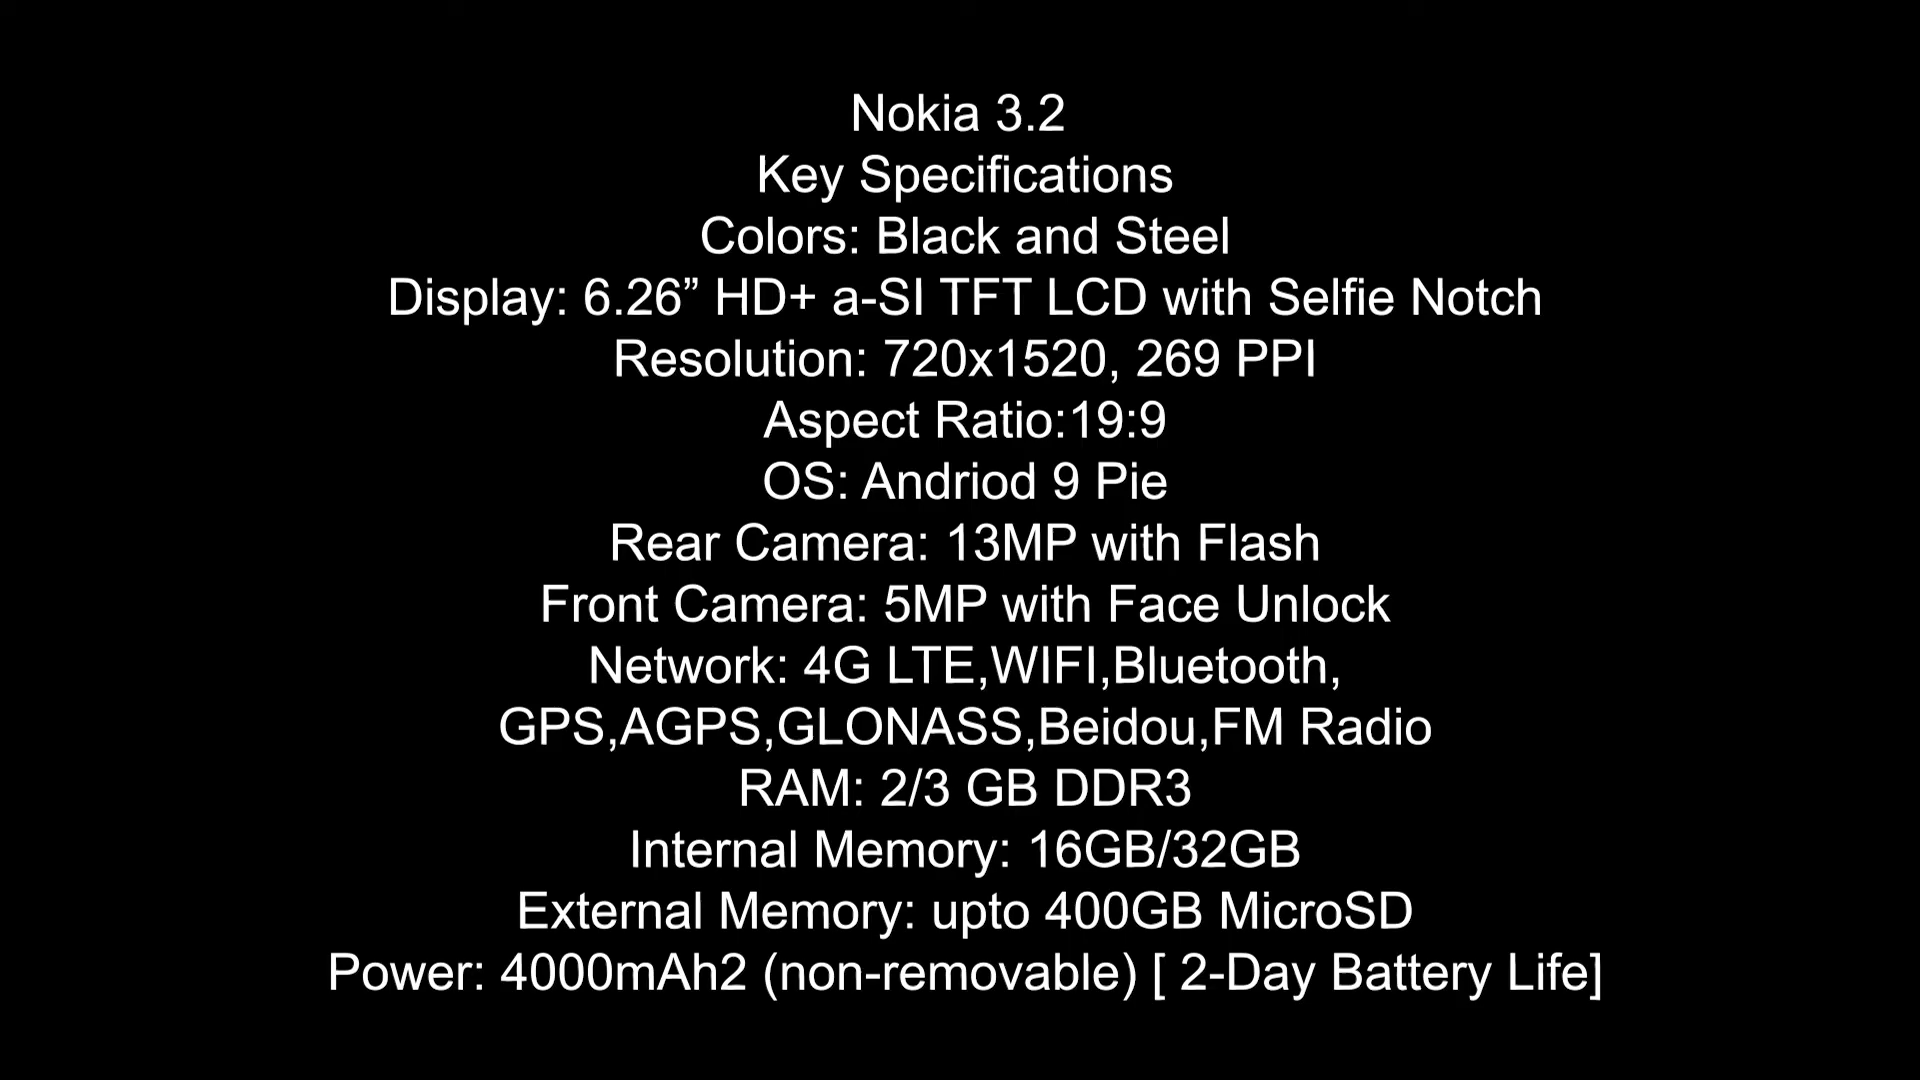 Nokia 3.2
Key Specifications
Colors: Black and Steel
Display: 6.26” HD+ a-SI TFT LCD with Selfie Notch
Resolution: 720x1520, 269 PPI
Aspect Ratio:19:9
OS: Andriod 9 Pie
Rear Camera: 13MP with Flash
Front Camera: 5MP with Face Unlock
Network: 4G LTE,WIFI,Bluetooth,
GPS,AGPS,GLONASS,Beidou,FM Radio
RAM: 2/3 GB DDR3
Internal Memory: 16GB/32GB
External Memory: upto 400GB MicroSD
Power: 4000mAh2 (non-removable) [ 2-Day Battery Life]